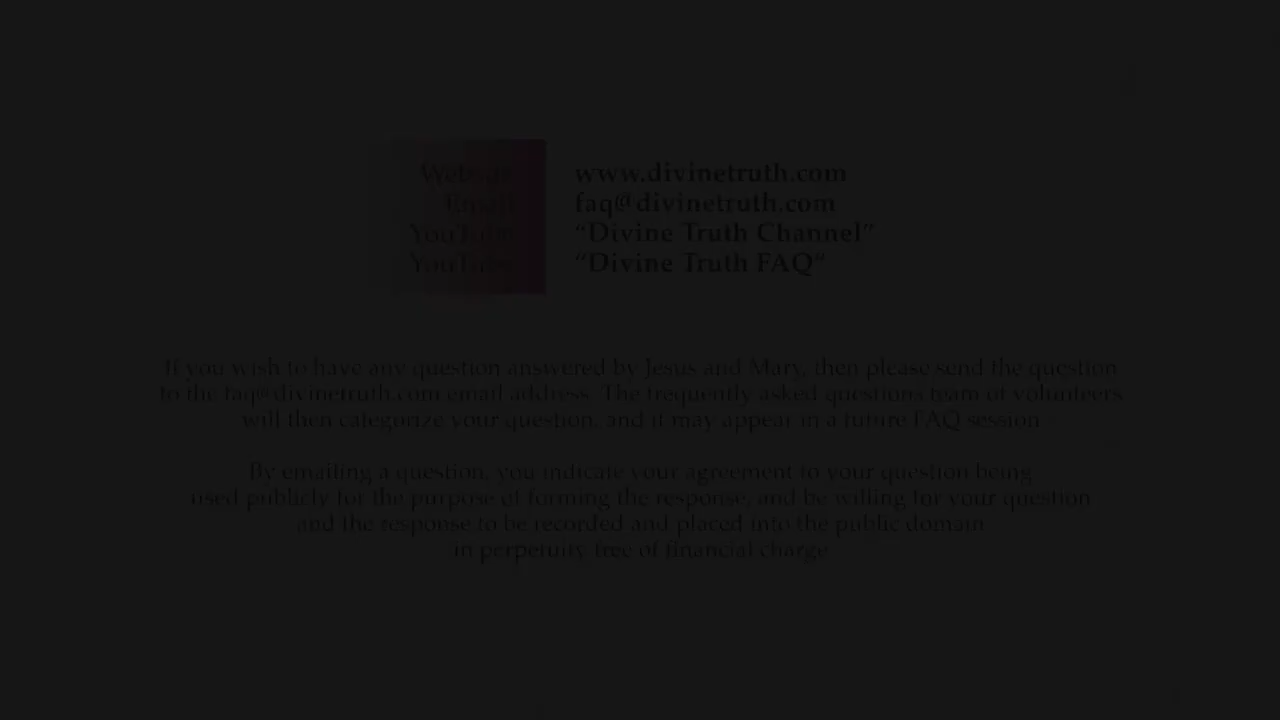 Website www.divinetruth.com
Email faq@divinetruth.com
YouTube “Divine Truth Channel”
YouTube “Divine Truth FAQ“
If you wish to have any question answered by Jesus and Mary, then please send the question
to the faq@divinetruth.com email address. The frequently asked questions team of volunteers
will then categorize your question, and it may appear in a future FAQ session
By emailing a question, you indicate your agreement to your question being
used publicly for the purpose of forming the response, and be willing for your question
and the response to be recorded and placed into the public domain
in perpetuity free of financial charge